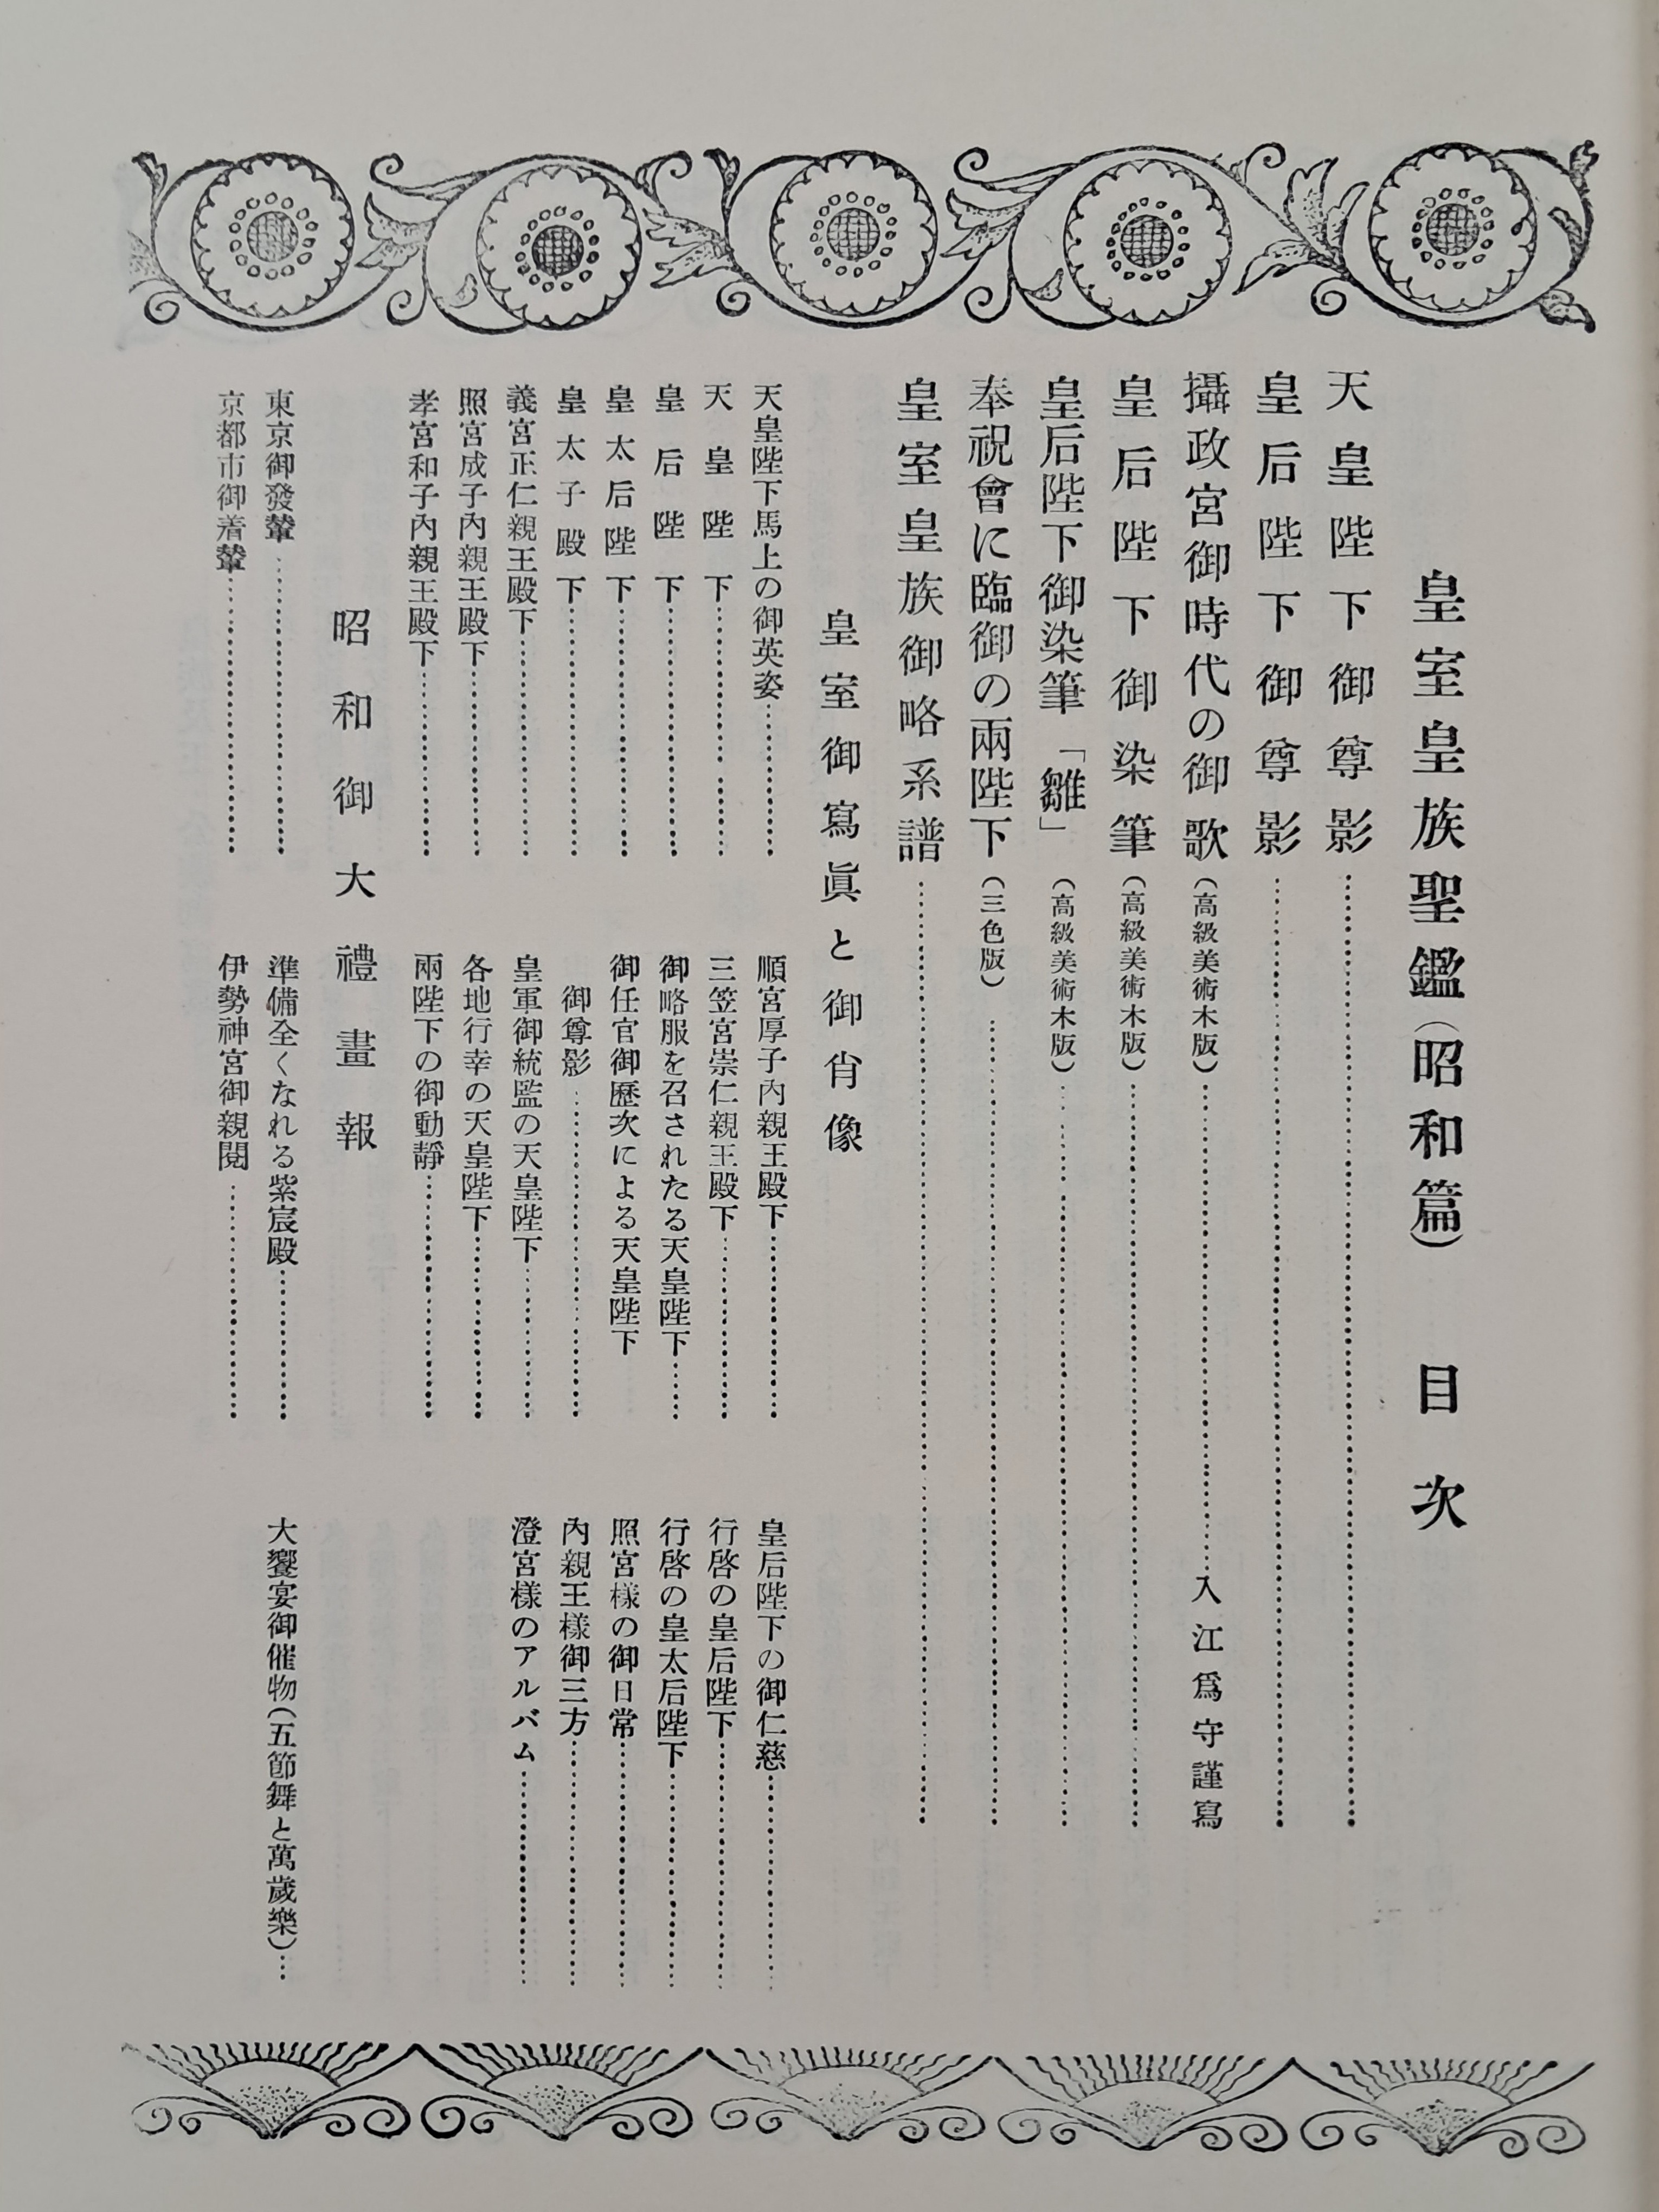 皇室皇族聖鑑（昭和篇）　目次
天皇陛下御尊影
皇后陛下御尊影
攝政宮御時代の御歌（高級美術木版）入江爲守謹寫
皇后陛下御染筆（高級美術木版）
皇后陛下御染筆「雛」（高級美術木版）
奉祝會に臨御の兩陛下（三色版）
皇室皇族御略系譜
皇室御寫眞と御肖像
天皇陛下馬上の御英姿
天皇陛下
皇后陛下
皇太后陛下
皇太子殿下
義宮正仁親王殿下
照宮成子內親王殿下
孝宮和子內親王殿下
順宮厚子內親王殿下
三笠宮崇仁親王殿下
御略服を召されたる天皇陛下
御任官御歷次による天皇陛下
御尊影
皇軍御統監の天皇陛下
各地行幸の天皇陛下
兩陛下の御動靜
皇后陛下の御仁慈
行啓の皇后陛下
行啓の皇太后陛下
照宮樣の御日常
內親王樣御三方
澄宮樣のアルバム
昭和御大禮畫報
東京御發輦
京都市御着輦
準備全くなれる紫宸殿
伊勢神宮御親閱
大饗宴御催物（五節舞と萬歲樂）